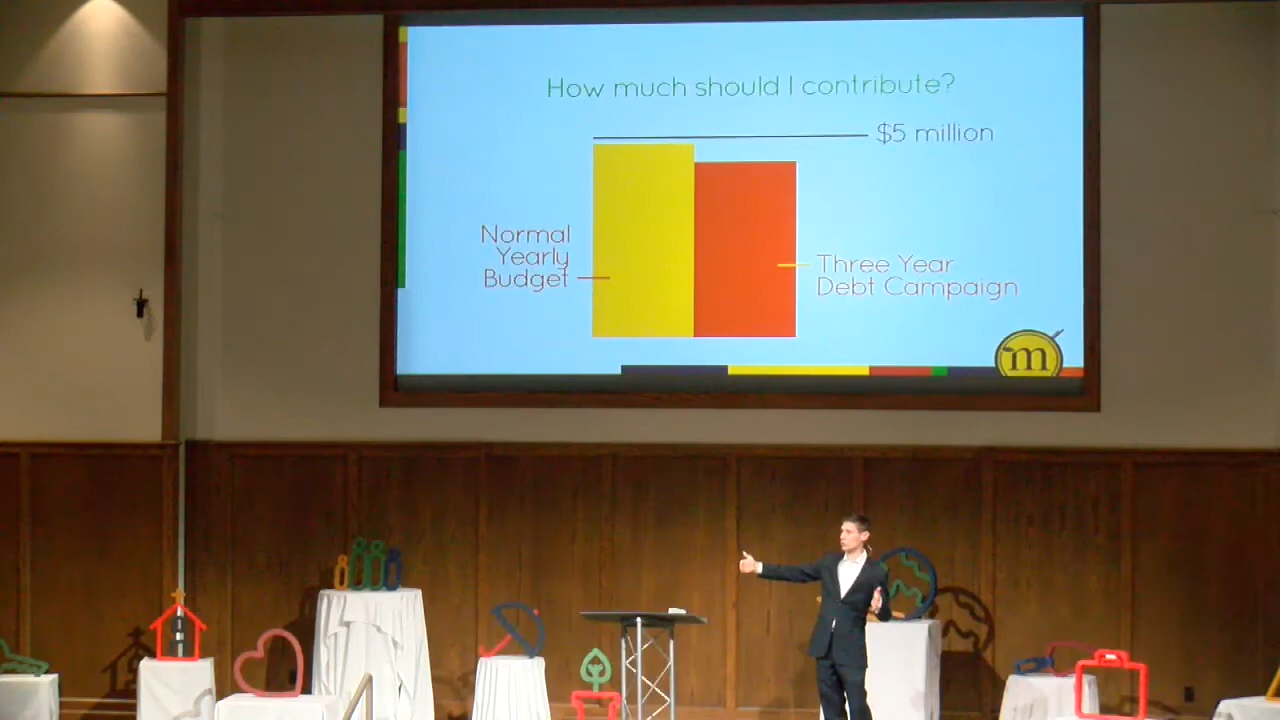 How much should I contribute?
$5 million
Normal
Yearly
Budget
Three Year
Debt Campaign
m